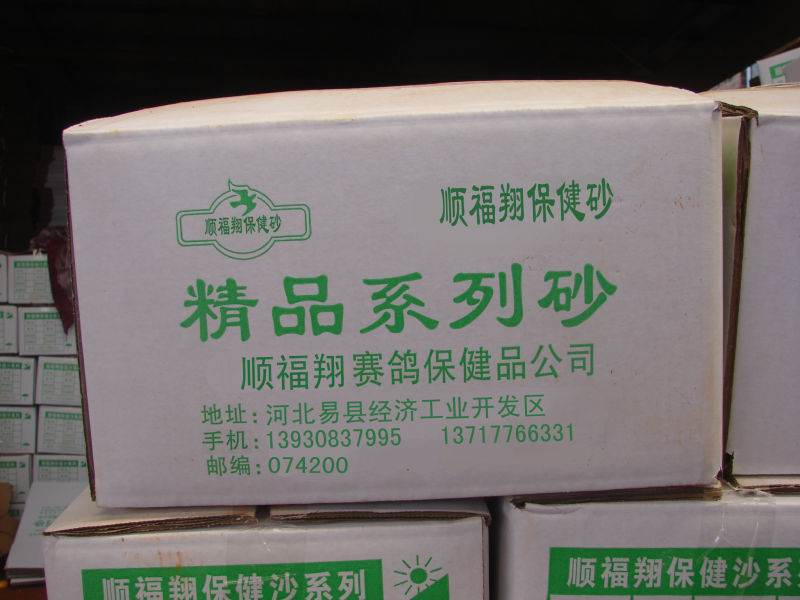 顺福翔保健砂
顺福翔保健砂
精品系列砂
顺福翔赛鸽保健品公司
地址:河北易县经济工业开发区
手机:13930837995 13717766331
邮编:074200
顺福翔保健沙系列
顺福翔保健沙系